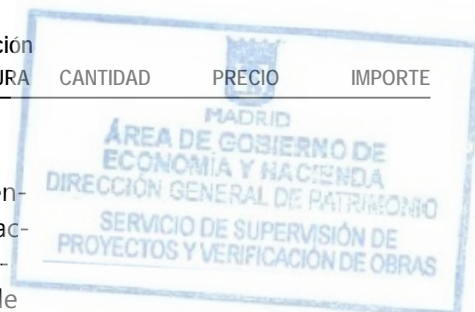 ción
URA CANTIDAD PRECIO IMPORTE
MADRID
ÁREA DE GOBIERNO DE
ECONOMÍA Y HACIENDA
DIRECCIÓN GENERAL DE PATRIMONIO
SERVICIO DE SUPERVISIÓN DE
PROYECTOS Y VERIFICACIÓN DE OBRAS
en-
ac-
-
de